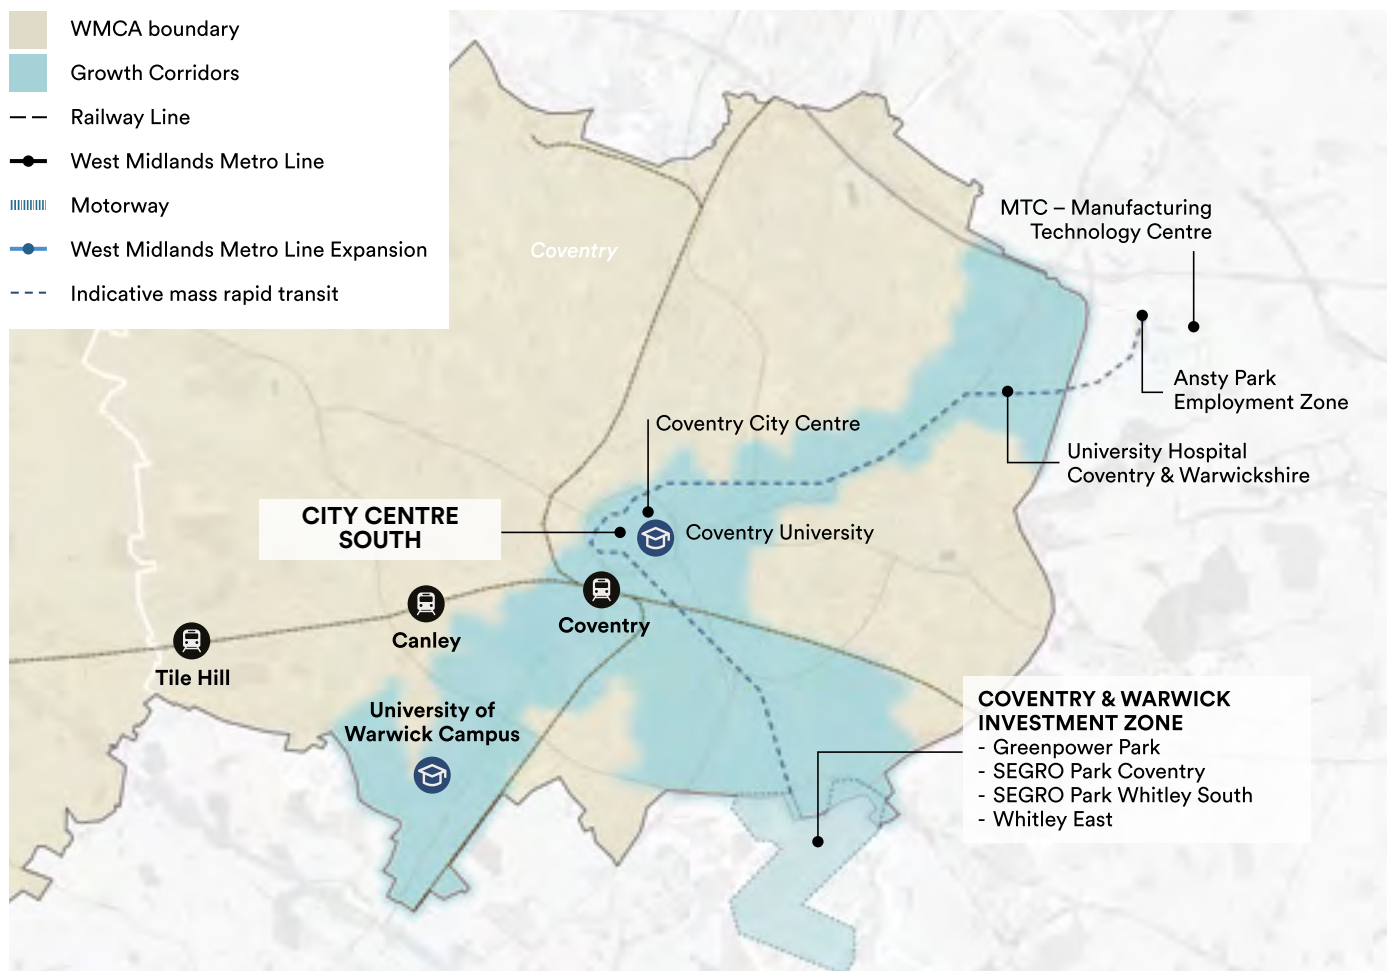 WMCA boundary
Growth Corridors
Railway Line
West Midlands Metro Line
Motorway
West Midlands Metro Line Expansion
Indicative mass rapid transit
Coventry
MTC – Manufacturing
Technology Centre
Ansty Park
Employment Zone
University Hospital
Coventry & Warwickshire
Coventry City Centre
CITY CENTRE
SOUTH
Coventry University
Coventry
Canley
Tile Hill
University of
Warwick Campus
COVENTRY & WARWICK
INVESTMENT ZONE
- Greenpower Park
- SEGRO Park Coventry
- SEGRO Park Whitley South
- Whitley East